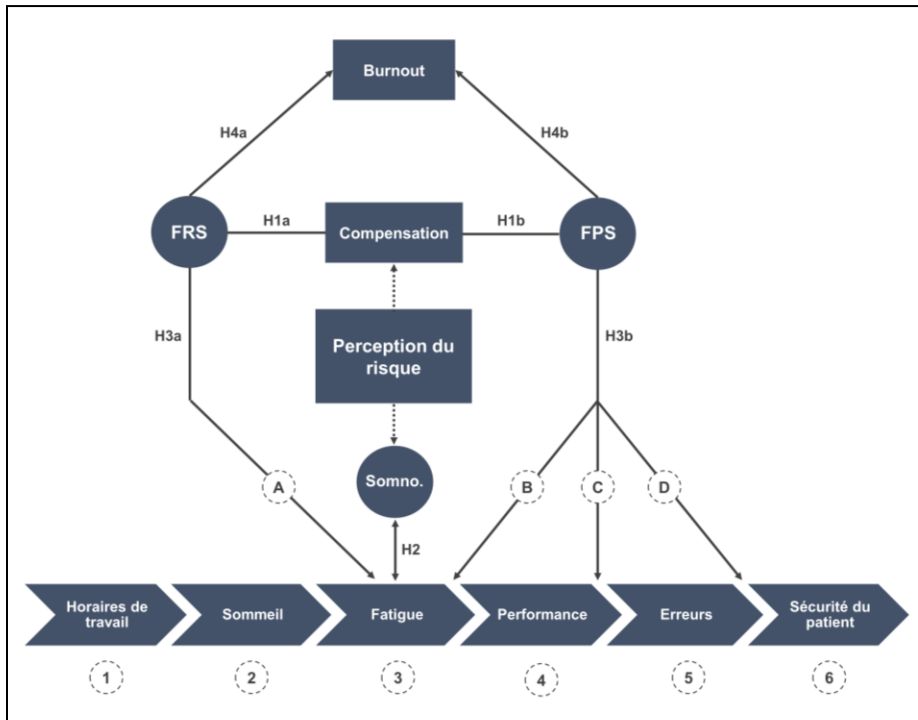 Burnout
H4a
H4b
FRS
H1a
Compensation
H1b
FPS
H3a
Perception du
risque
H3b
A
Somno.
B
C
D
H2
Horaires de
travail
Sommeil
Fatigue
Performance
Erreurs
Sécurité du
patient
1
2
3
4
5
6